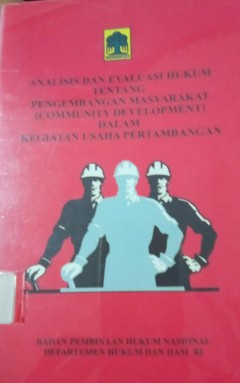 ANALISIS DAN EVALUASI HUKUM
TENTANG
PENGEMBANGAN MASYARAKAT
(COMMUNITY DEVELOPMENT)
DALAM
KEGIATAN USAHA PERTAMBANGAN
BADAN PEMBINAAN HUKUM NASIONAL
DEPARTEMEN HUKUM DAN HAM RI